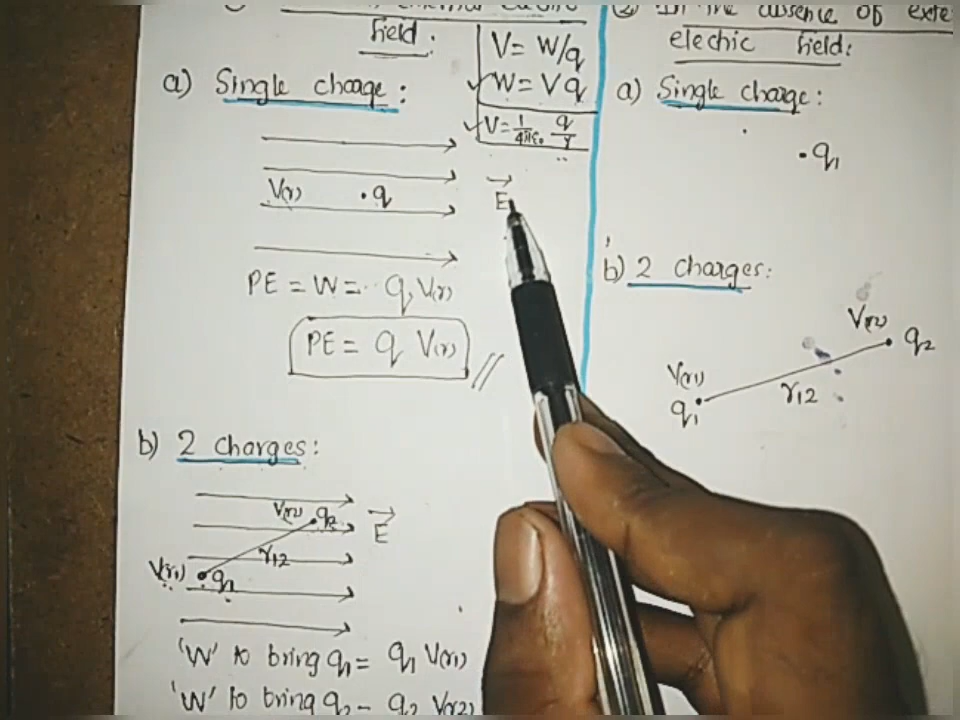 field :
V = W/q
W = Vq
V = 1/4πε₀ q/r
a) Single charge :
V(r) . q
E
PE = W = q V(r)
PE = q V(r)
b) 2 charges :
V(r2) q2
E
r12
V(r1) q1
'W' to bring q1 = q1 V(r1)
'W' to bring q2 = q2 V(r2)
(2) In the absence of
electric field :
a) Single charge :
. q1
b) 2 charges :
V(r2) q2
V(r1)
q1 r12